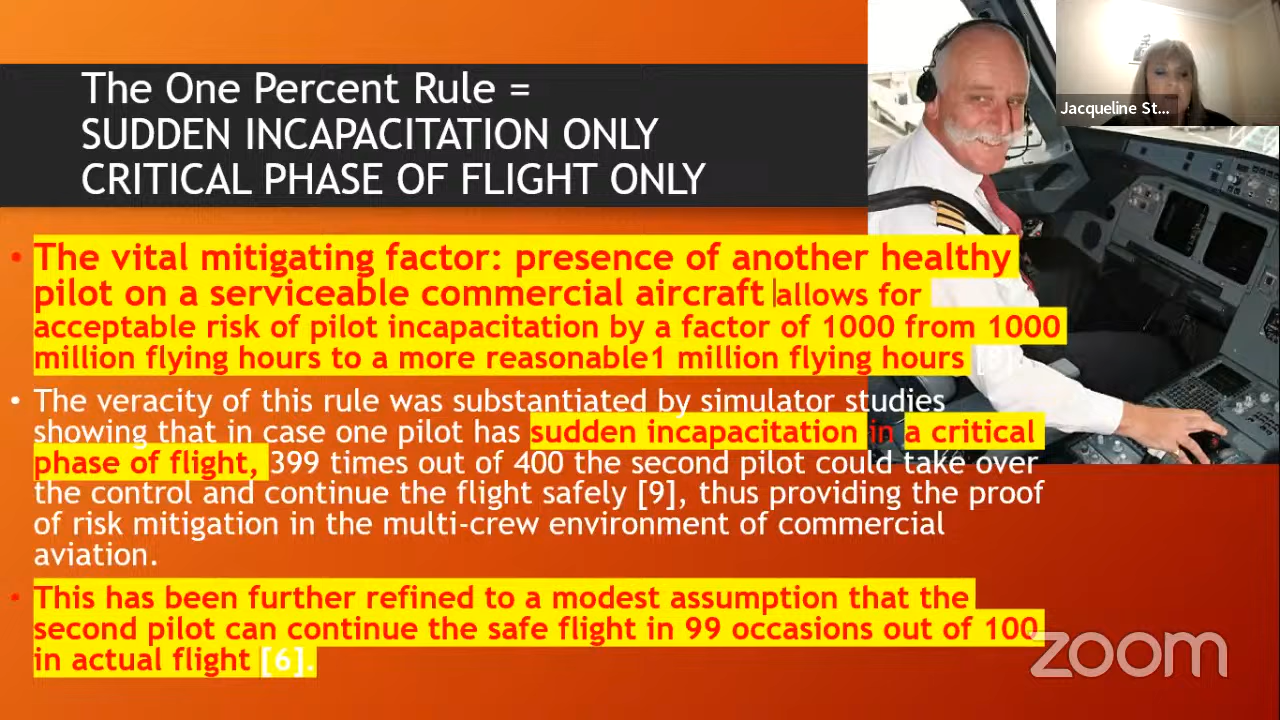 The One Percent Rule =
SUDDEN INCAPACITATION ONLY
CRITICAL PHASE OF FLIGHT ONLY
Jacqueline St...
• The vital mitigating factor: presence of another healthy
pilot on a serviceable commercial aircraft allows for
acceptable risk of pilot incapacitation by a factor of 1000 from 1000
million flying hours to a more reasonable1 million flying hours
• The veracity of this rule was substantiated by simulator studies
showing that in case one pilot has sudden incapacitation in a critical
phase of flight, 399 times out of 400 the second pilot could take over
the control and continue the flight safely [9], thus providing the proof
of risk mitigation in the multi-crew environment of commercial
aviation.
• This has been further refined to a modest assumption that the
second pilot can continue the safe flight in 99 occasions out of 100
in actual flight [6].
zoom